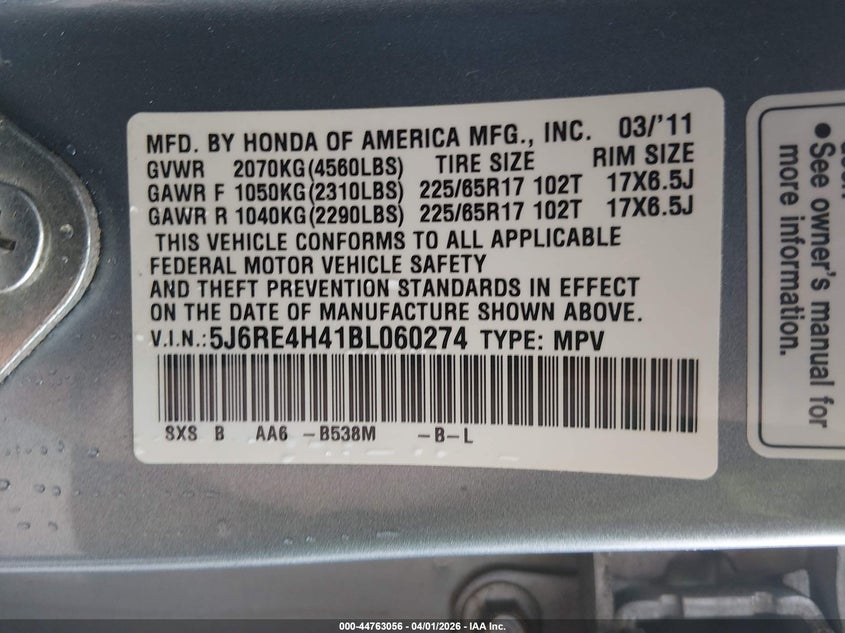 MFD. BY HONDA OF AMERICA MFG., INC. 03/'11
GVWR 2070KG(4560LBS) TIRE SIZE RIM SIZE
GAWR F 1050KG(2310LBS) 225/65R17 102T 17X6.5J
GAWR R 1040KG(2290LBS) 225/65R17 102T 17X6.5J
THIS VEHICLE CONFORMS TO ALL APPLICABLE
FEDERAL MOTOR VEHICLE SAFETY
AND THEFT PREVENTION STANDARDS IN EFFECT
ON THE DATE OF MANUFACTURE SHOWN ABOVE.
V.I.N.:5J6RE4H41BL060274 TYPE: MPV
SXS B AA6 -B538M -B-L
●See owner's manual for
more information.
000-44763056 - 04/01/2026 - IAA Inc.